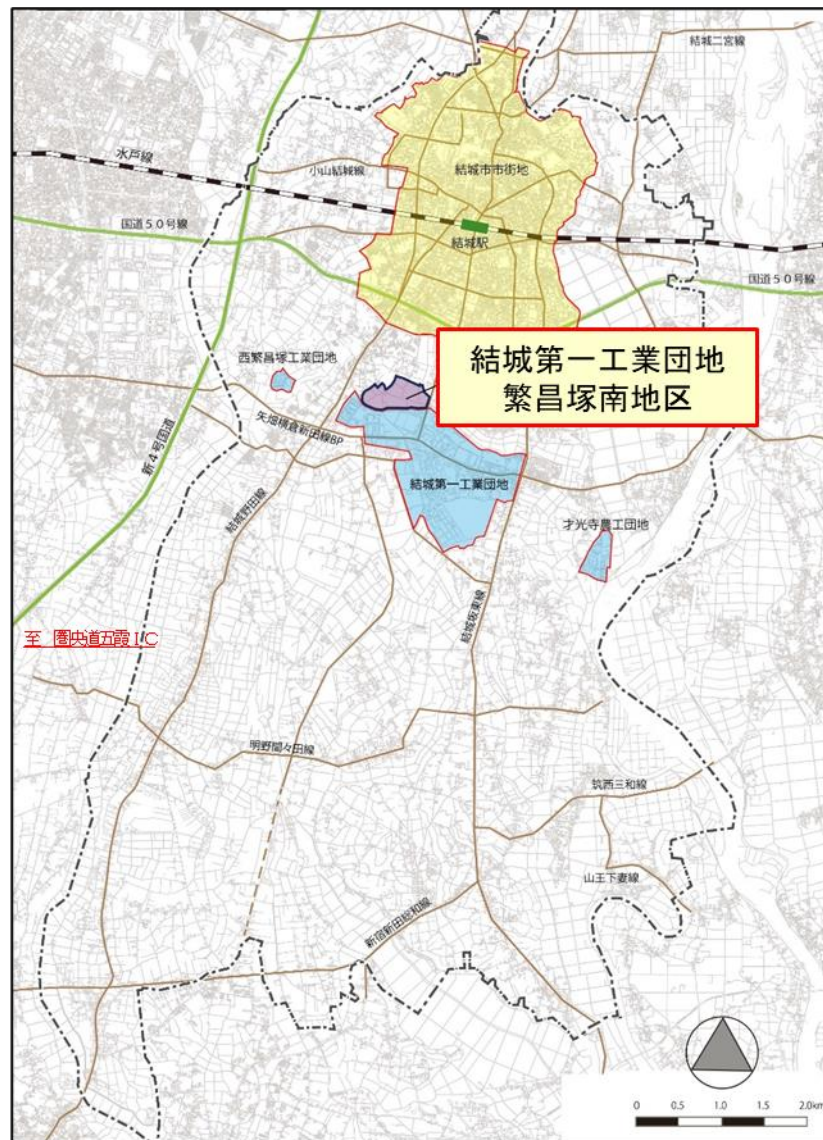 結城二宮線
水戸線
小山結城線
結城市市街地
国道50号線
結城駅
国道50号線
西繁昌塚工業団地
結城第一工業団地
繁昌塚南地区
矢畑横倉新田線BP
新4号国道
結城第一工業団地
結城野田線
才光寺農工団地
結城坂東線
至 圏央道五霞IC
明野間々田線
筑西三和線
山王下妻線
新宿新田総和線
0 0.5 1.0 1.5 2.0km